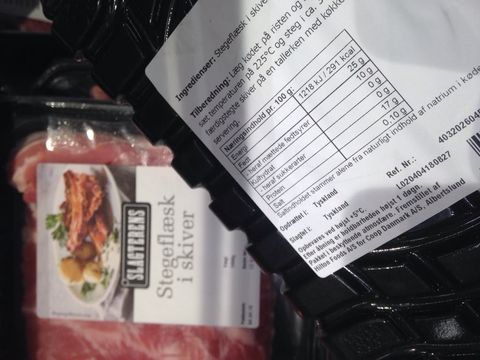 Ingredienser: Stegeflæsk i skiver
Tilberedning: Læg kødet på risten og
sæt temperaturen på 225°C og steg i ca.
færdigstegte skiver på en tallerken med køkke
servering.
Næringsindhold pr. 100 g:
Energi 1218 KJ / 291 kcal
Fedt 25 g
- heraf mættede fedtsyrer 10 g
Kulhydrat 0 g
- heraf sukkerarter 0 g
Protein 17 g
Salt 0.10 g
Saltindholdet stammer alene fra naturligt indhold af natrium i kødet
Opdrættet i: Tyskland
Slagtet i: Tyskland
Opbevares ved højst +5°C.
Efter åbning er holdbarheden højst 1 døgn.
Pakket i beskyttende atmosfære. Fremstillet af
Hilton Foods A/S for Coop Danmark A/S, Albertslund
Ref. Nr.:
L020404180827
SLAGTERENS
Stegeflæsk
i skiver